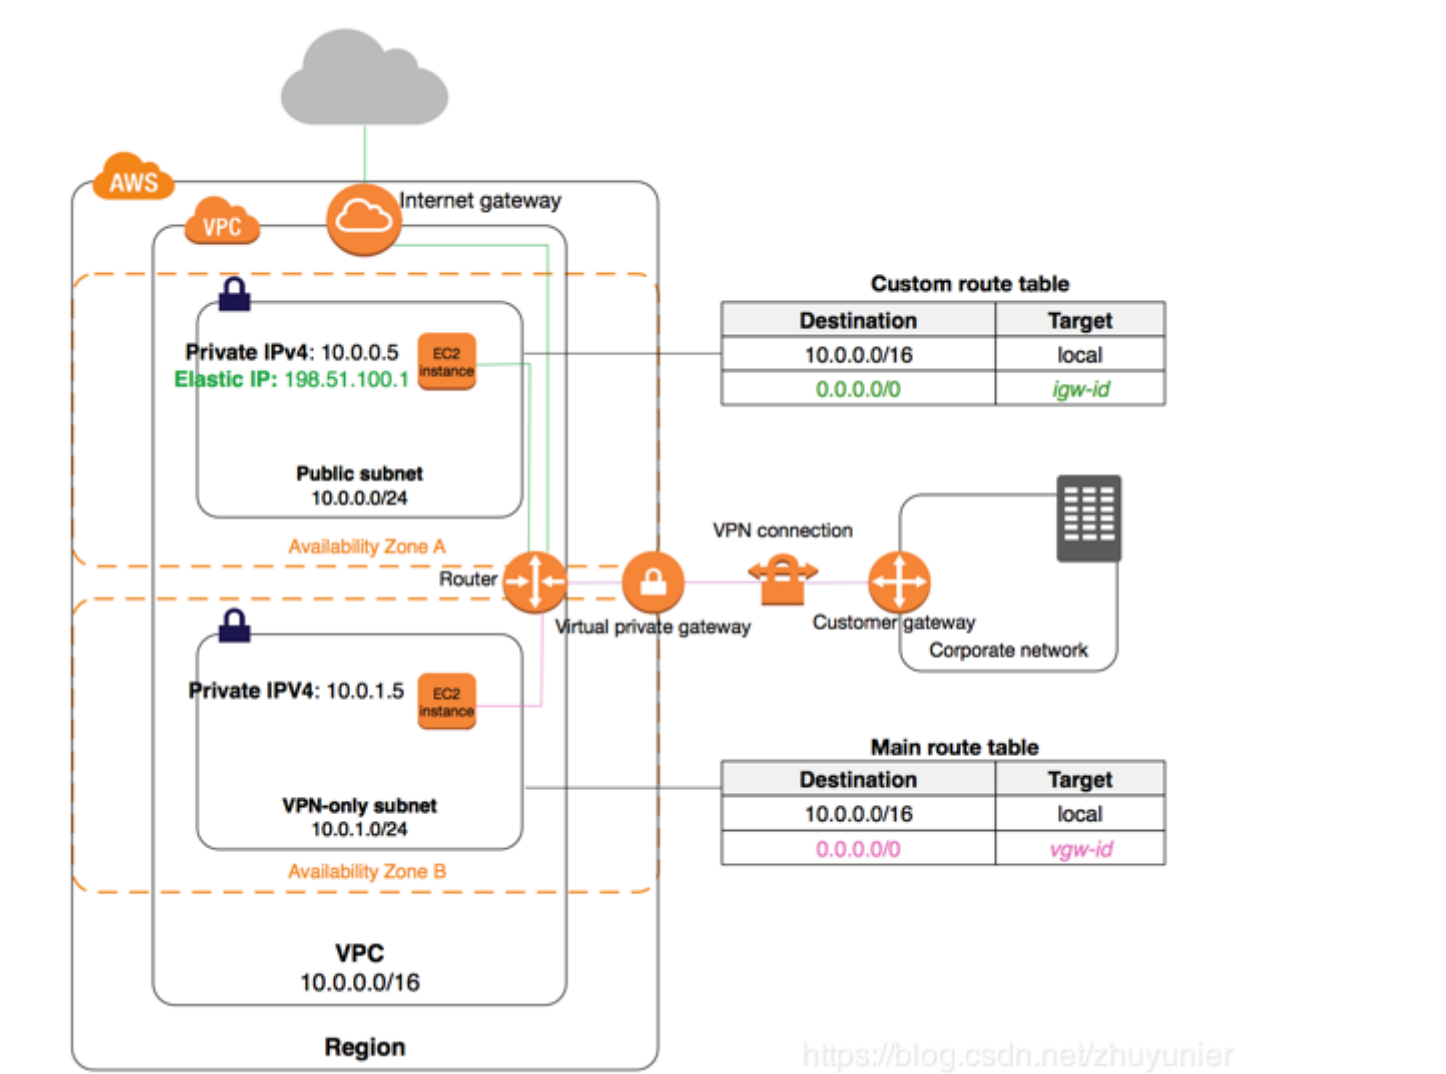 AWS
Internet gateway
VPC
Private IPv4: 10.0.0.5
Elastic IP: 198.51.100.1
EC2
instance
Public subnet
10.0.0.0/24
Availability Zone A
Custom route table
Destination Target
10.0.0.0/16 local
0.0.0.0/0 igw-id
Router
Virtual private gateway
VPN connection
Customer gateway
Corporate network
Private IPV4: 10.0.1.5
EC2
instance
VPN-only subnet
10.0.1.0/24
Availability Zone B
Main route table
Destination Target
10.0.0.0/16 local
0.0.0.0/0 vgw-id
VPC
10.0.0.0/16
Region
https://blog.csdn.net/zhuyunier